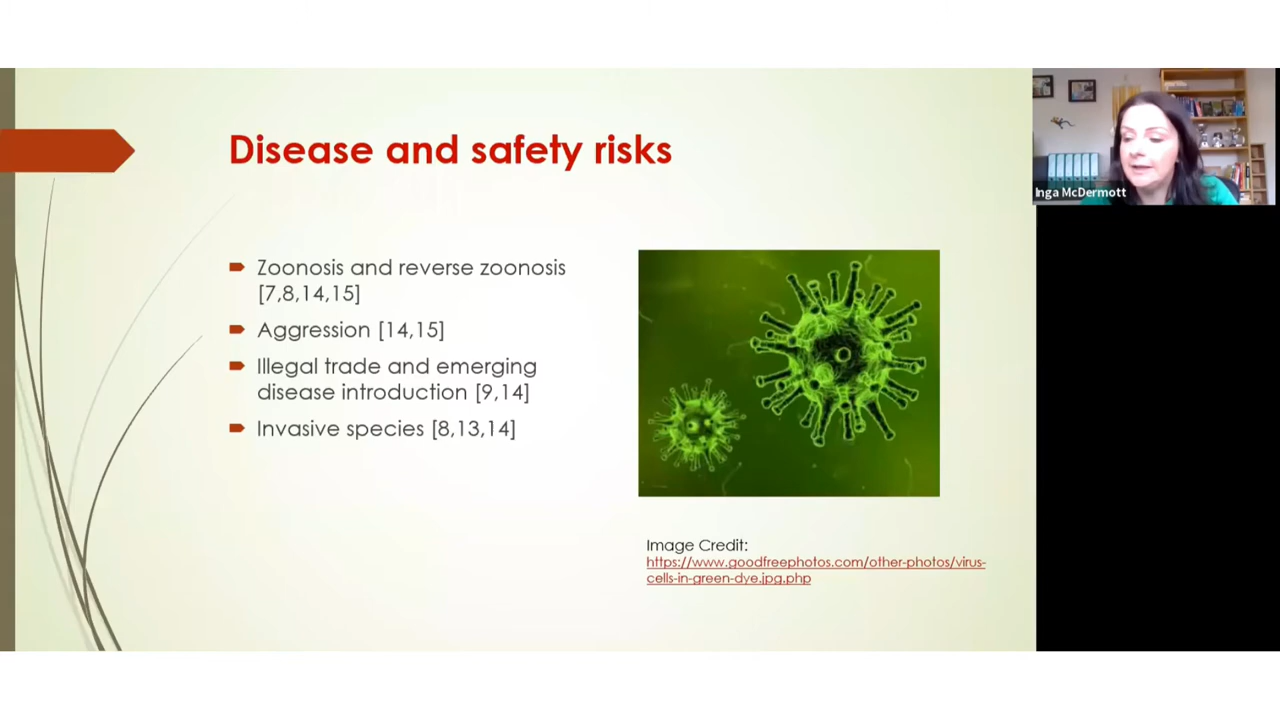 Disease and safety risks
Zoonosis and reverse zoonosis
[7,8,14,15]
Aggression [14,15]
Illegal trade and emerging
disease introduction [9,14]
Invasive species [8,13,14]
Image Credit:
https://www.goodfreephotos.com/other-photos/virus-
cells-in-green-dye.jpg.php
Inga McDermott